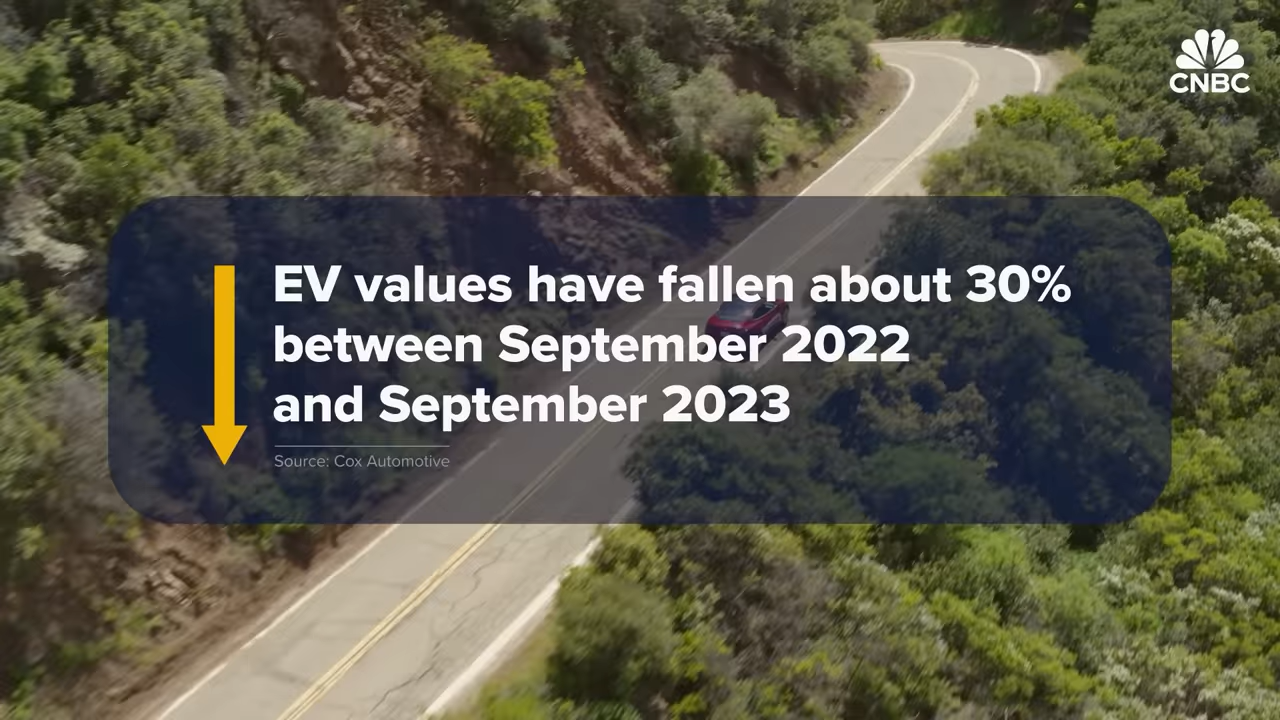 CNBC
EV values have fallen about 30%
between September 2022
and September 2023
Source: Cox Automotive